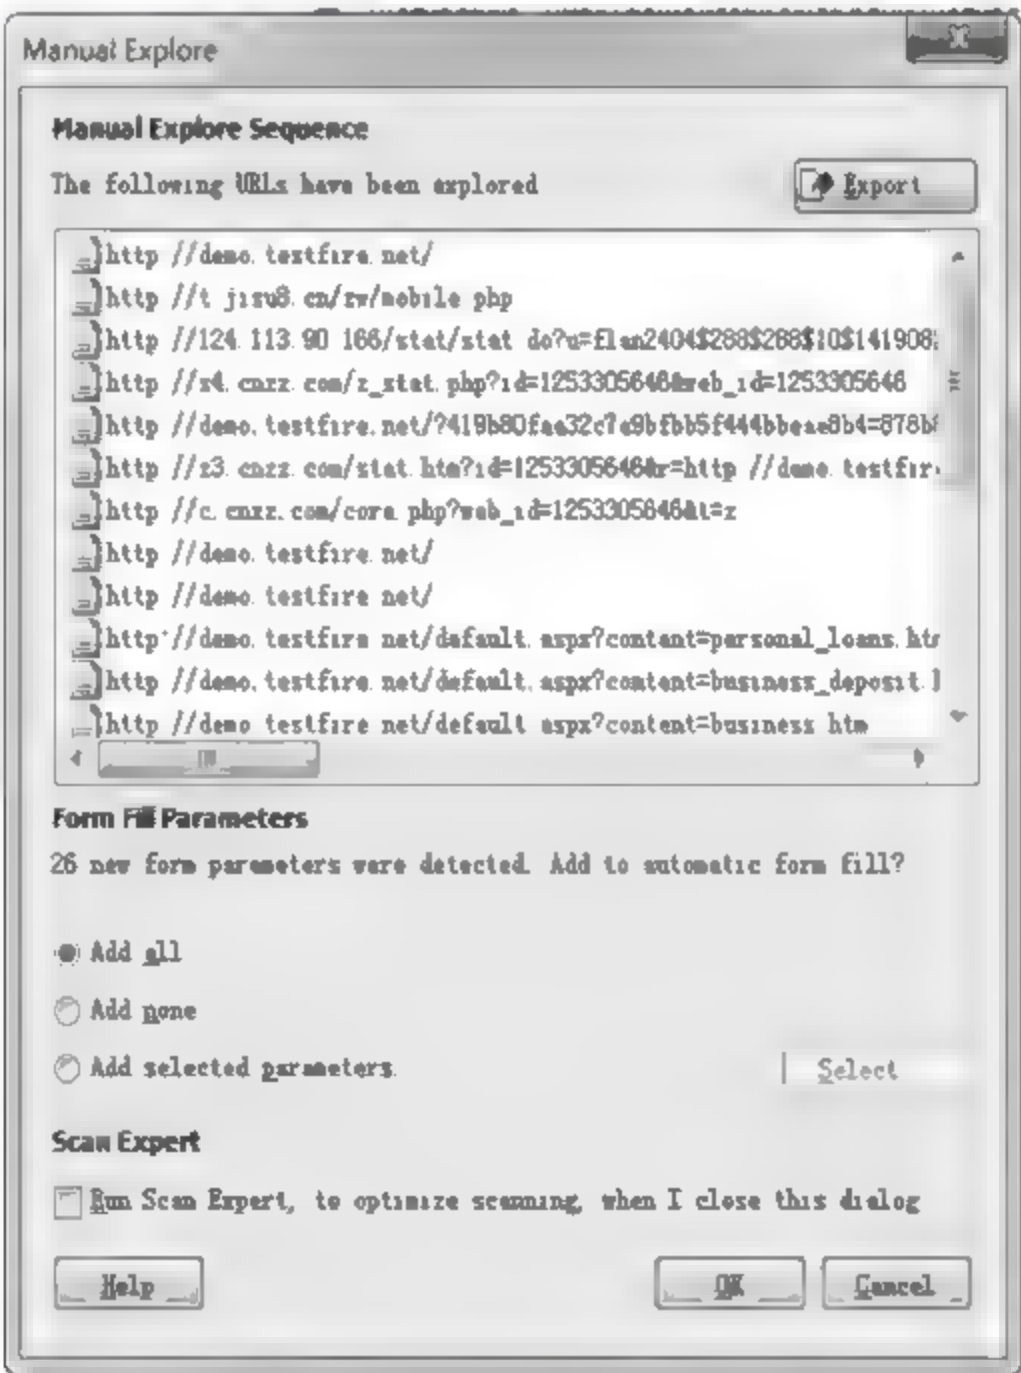 Manual Explore
Manual Explore Sequence
The following URLs have been explored
Export
http //demo.testfire.net/
http //t jisu8.cn/rw/mobile php
http //124.113.90 166/stat/stat do?u=flan2404$288$288$10$141908
http //s4.cnzz.com/z_stat.php?id=1253305646&web_id=1253305646
http //demo.testfire.net/?419b80fae32c7a9bfbb5f444bbeae8b4=878b
http //z3.cnzz.com/stat.htm?id=1253305646&r=http //demo testfir
http //c.cnzz.com/core php?web_id=1253305646&t=z
http //demo.testfire net/
http //demo.testfire net/
http://demo.testfire net/default.aspx?content=personal_loans.htm
http //demo.testfire.net/default.aspx?content=business_deposit.
http //demo testfire net/default aspx?content=business htm
Form Fill Parameters
26 new form parameters were detected. Add to automatic form fill?
Add all
Add none
Add selected parameters.
Select
Scan Expert
Run Scan Expert, to optimize scanning, when I close this dialog
Help
OK
Cancel